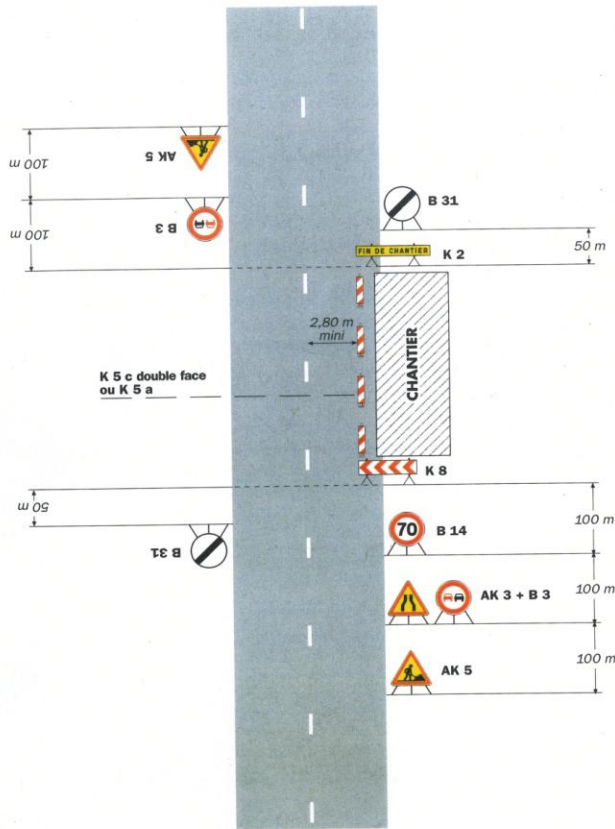 100 m
AK 5
100 m
B 3
B 31
50 m
FIN DE CHANTIER
K 2
2,80 m
mini
CHANTIER
K 5 c double face
ou K 5 a
K 8
50 m
B 31
70
B 14
100 m
AK 3 + B 3
100 m
AK 5
100 m